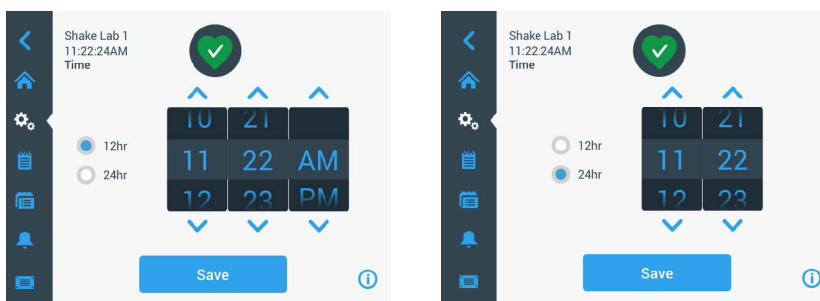 Shake Lab 1
11:22:24AM
Time
10 21
12hr
11 22 AM
24hr
12 23 PM
Save
Shake Lab 1
11:22:24AM
Time
10 21
12hr
11 22
24hr
12 23
Save